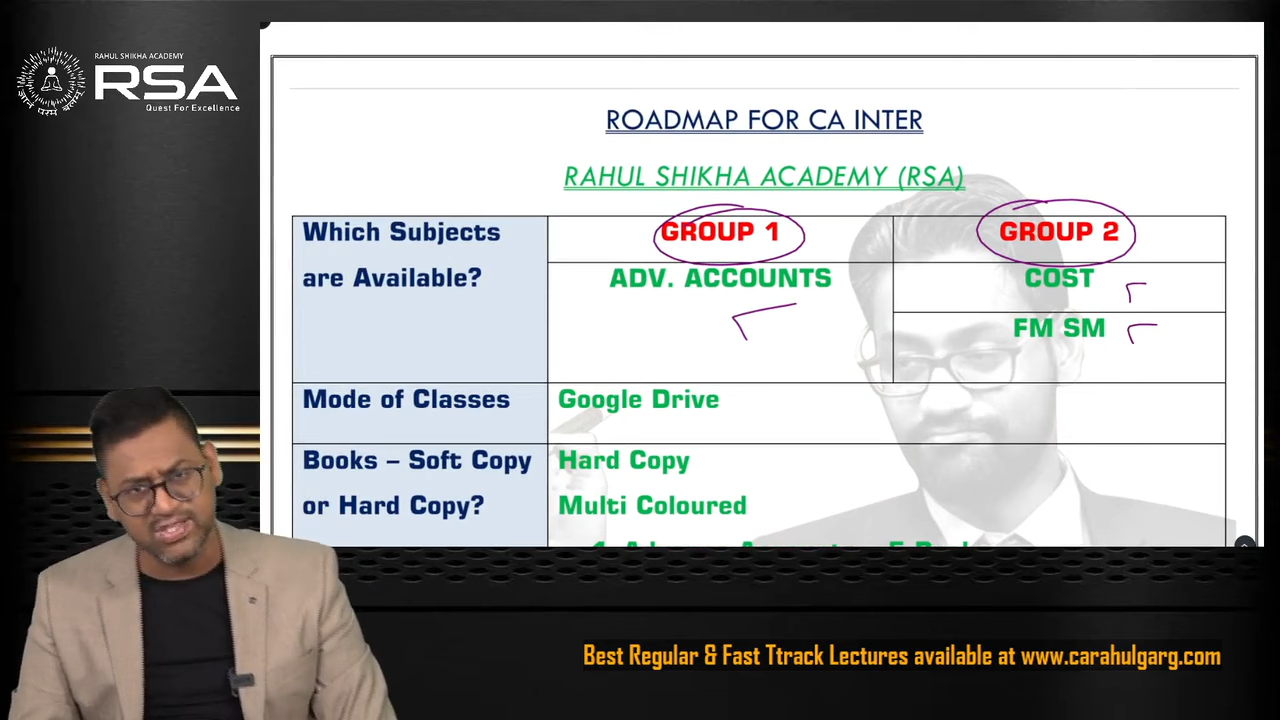 RAHUL SHIKHA ACADEMY
RSA
Quest For Excellence
ज्ञानं परमं बलम्
ROADMAP FOR CA INTER
RAHUL SHIKHA ACADEMY (RSA)
Which Subjects
are Available?
GROUP 1
GROUP 2
ADV. ACCOUNTS
COST
FM SM
Mode of Classes
Google Drive
Books – Soft Copy
or Hard Copy?
Hard Copy
Multi Coloured
Best Regular & Fast Ttrack Lectures available at www.carahulgarg.com